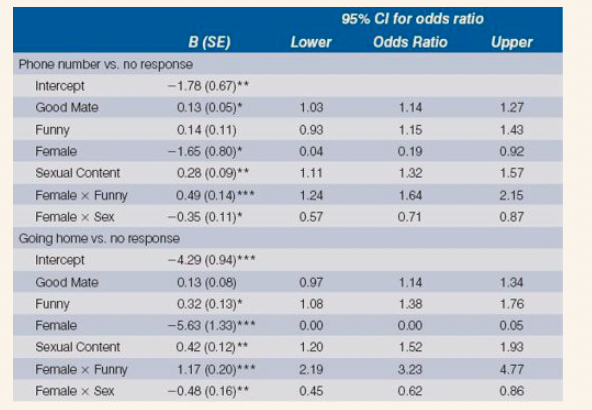 95% CI for odds ratio
B (SE) Lower Odds Ratio Upper
Phone number vs. no response
Intercept −1.78 (0.67)**
Good Mate 0.13 (0.05)* 1.03 1.14 1.27
Funny 0.14 (0.11) 0.93 1.15 1.43
Female −1.65 (0.80)* 0.04 0.19 0.92
Sexual Content 0.28 (0.09)** 1.11 1.32 1.57
Female × Funny 0.49 (0.14)*** 1.24 1.64 2.15
Female × Sex −0.35 (0.11)* 0.57 0.71 0.87
Going home vs. no response
Intercept −4.29 (0.94)***
Good Mate 0.13 (0.08) 0.97 1.14 1.34
Funny 0.32 (0.13)* 1.08 1.38 1.76
Female −5.63 (1.33)*** 0.00 0.00 0.05
Sexual Content 0.42 (0.12)** 1.20 1.52 1.93
Female × Funny 1.17 (0.20)*** 2.19 3.23 4.77
Female × Sex −0.48 (0.16)** 0.45 0.62 0.86